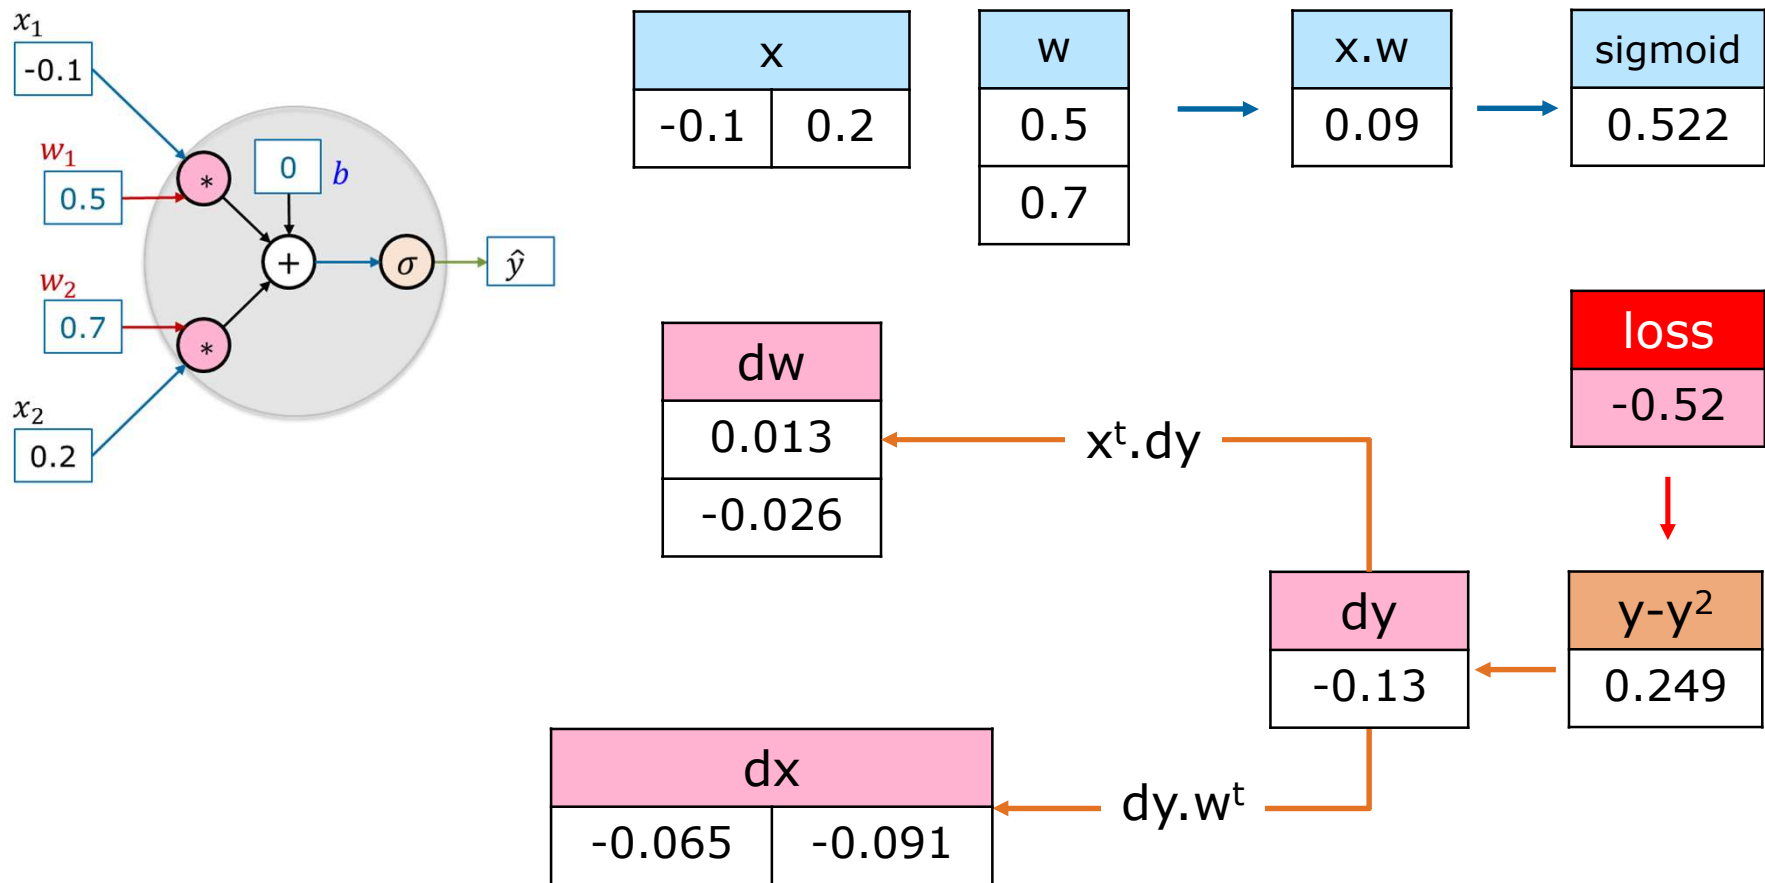 x₁
-0.1
w₁
0.5
*
0
b
+
σ
ŷ
w₂
0.7
*
x₂
0.2
x
-0.1 0.2
w
0.5
0.7
x.w
0.09
sigmoid
0.522
loss
-0.52
dw
0.013
-0.026
xᵗ.dy
dy
-0.13
y-y²
0.249
dx
-0.065 -0.091
dy.wᵗ